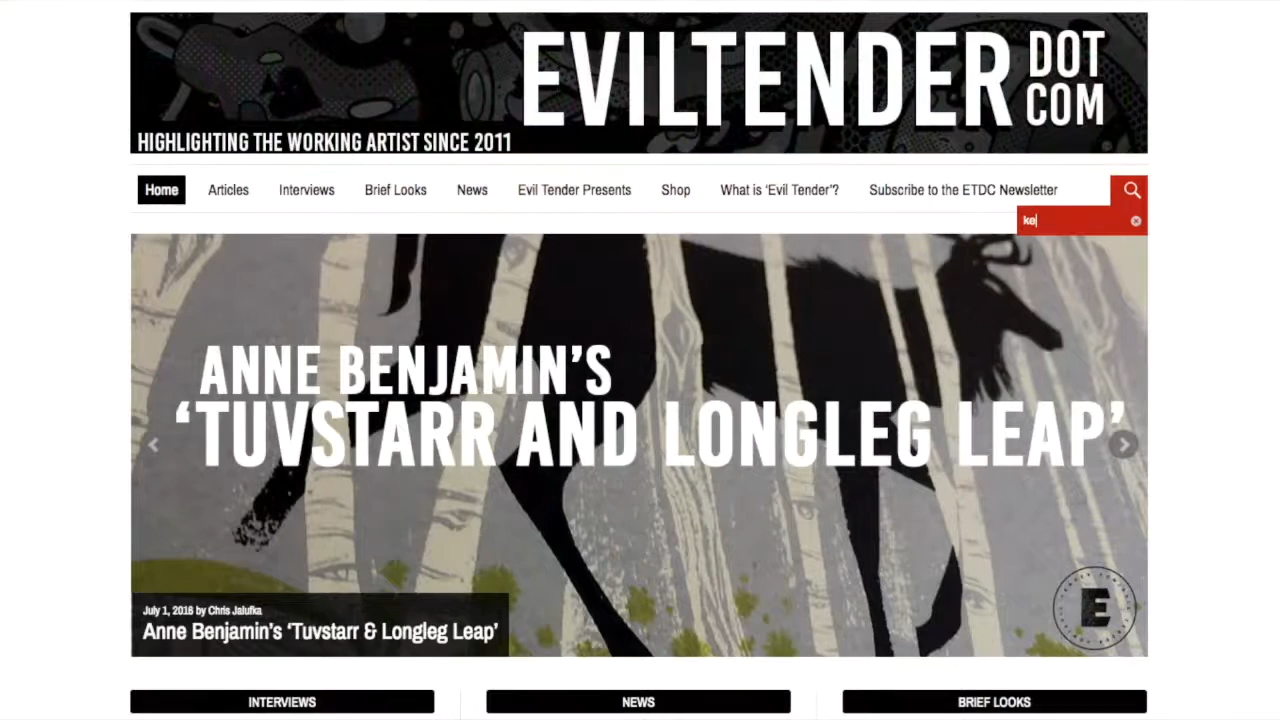 EVILTENDER DOT COM
HIGHLIGHTING THE WORKING ARTIST SINCE 2011
Home Articles Interviews Brief Looks News Evil Tender Presents Shop What is ‘Evil Tender’? Subscribe to the ETDC Newsletter
ke
ANNE BENJAMIN’S
‘TUVSTARR AND LONGLEG LEAP’
E
July 1, 2016 by Chris Jalufka
Anne Benjamin’s ‘Tuvstarr & Longleg Leap’
INTERVIEWS NEWS BRIEF LOOKS